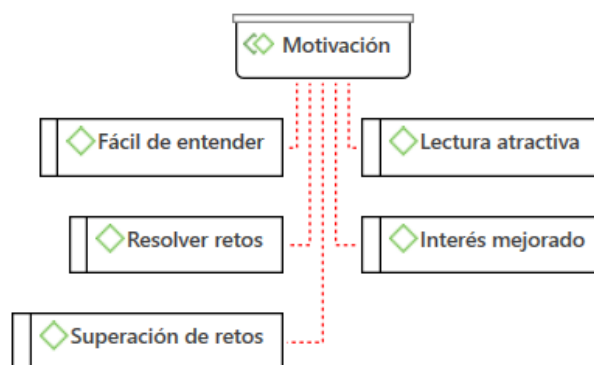 Motivación
Fácil de entender
Lectura atractiva
Resolver retos
Interés mejorado
Superación de retos